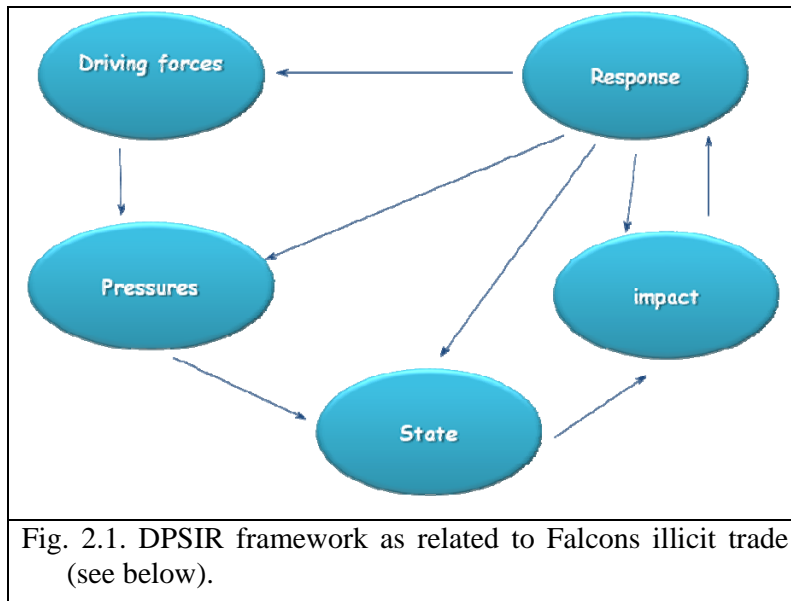 Driving forces
Response
Pressures
impact
State
Fig. 2.1. DPSIR framework as related to Falcons illicit trade
(see below).